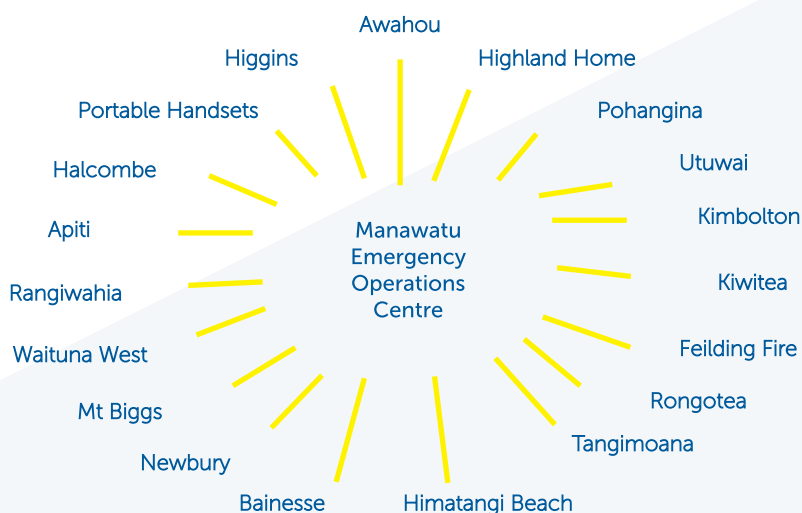 Awahou
Higgins
Highland Home
Portable Handsets
Pohangina
Halcombe
Utuwai
Apiti
Kimbolton
Manawatu
Emergency
Operations
Centre
Rangiwahia
Kiwitea
Waituna West
Feilding Fire
Mt Biggs
Rongotea
Newbury
Tangimoana
Bainesse
Himatangi Beach